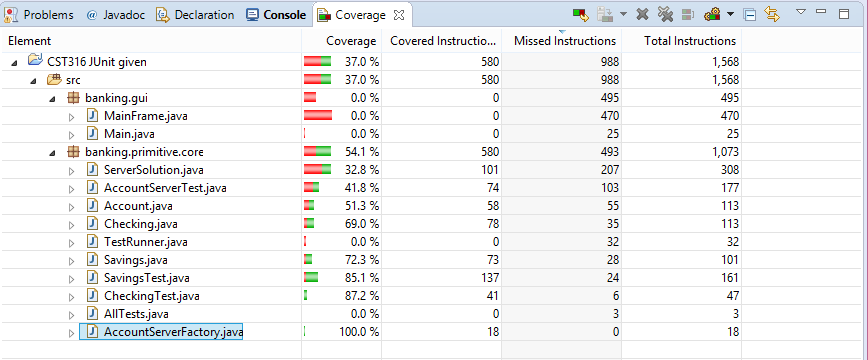 Problems @ Javadoc Declaration Console Coverage
Element Coverage Covered Instructio... Missed Instructions Total Instructions
CST316 JUnit given 37.0 % 580 988 1,568
src 37.0 % 580 988 1,568
banking.gui 0.0 % 0 495 495
MainFrame.java 0.0 % 0 470 470
Main.java 0.0 % 0 25 25
banking.primitive.core 54.1 % 580 493 1,073
ServerSolution.java 32.8 % 101 207 308
AccountServerTest.java 41.8 % 74 103 177
Account.java 51.3 % 58 55 113
Checking.java 69.0 % 78 35 113
TestRunner.java 0.0 % 0 32 32
Savings.java 72.3 % 73 28 101
SavingsTest.java 85.1 % 137 24 161
CheckingTest.java 87.2 % 41 6 47
AllTests.java 0.0 % 0 3 3
AccountServerFactory.java 100.0 % 18 0 18